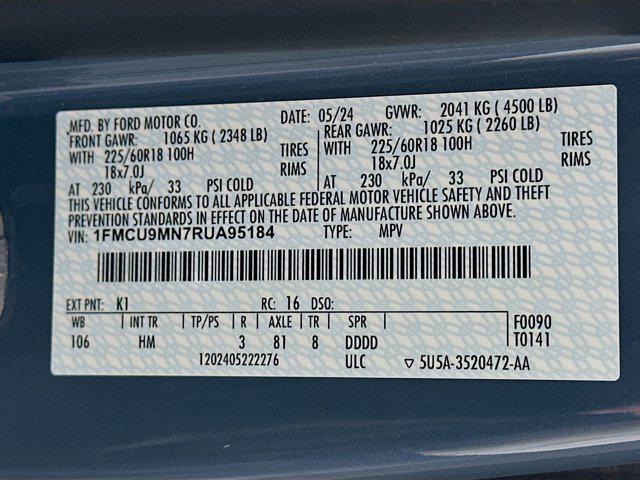 MFD. BY FORD MOTOR CO. DATE: 05/24 GVWR: 2041 KG ( 4500 LB)
FRONT GAWR: 1065 KG ( 2348 LB) REAR GAWR: 1025 KG ( 2260 LB)
WITH 225/60R18 100H TIRES WITH 225/60R18 100H TIRES
18x7.0J RIMS 18x7.0J RIMS
AT 230 kPa/ 33 PSI COLD AT 230 kPa/ 33 PSI COLD
THIS VEHICLE CONFORMS TO ALL APPLICABLE FEDERAL MOTOR VEHICLE SAFETY AND THEFT
PREVENTION STANDARDS IN EFFECT ON THE DATE OF MANUFACTURE SHOWN ABOVE.
VIN: 1FMCU9MN7RUA95184 TYPE: MPV
EXT PNT: K1 RC: 16 DSO:
WB INT TR TP/PS R AXLE TR SPR F0090
106 HM 3 81 8 DDDD T0141
1202405222276 ULC ▽ 5U5A-3520472-AA